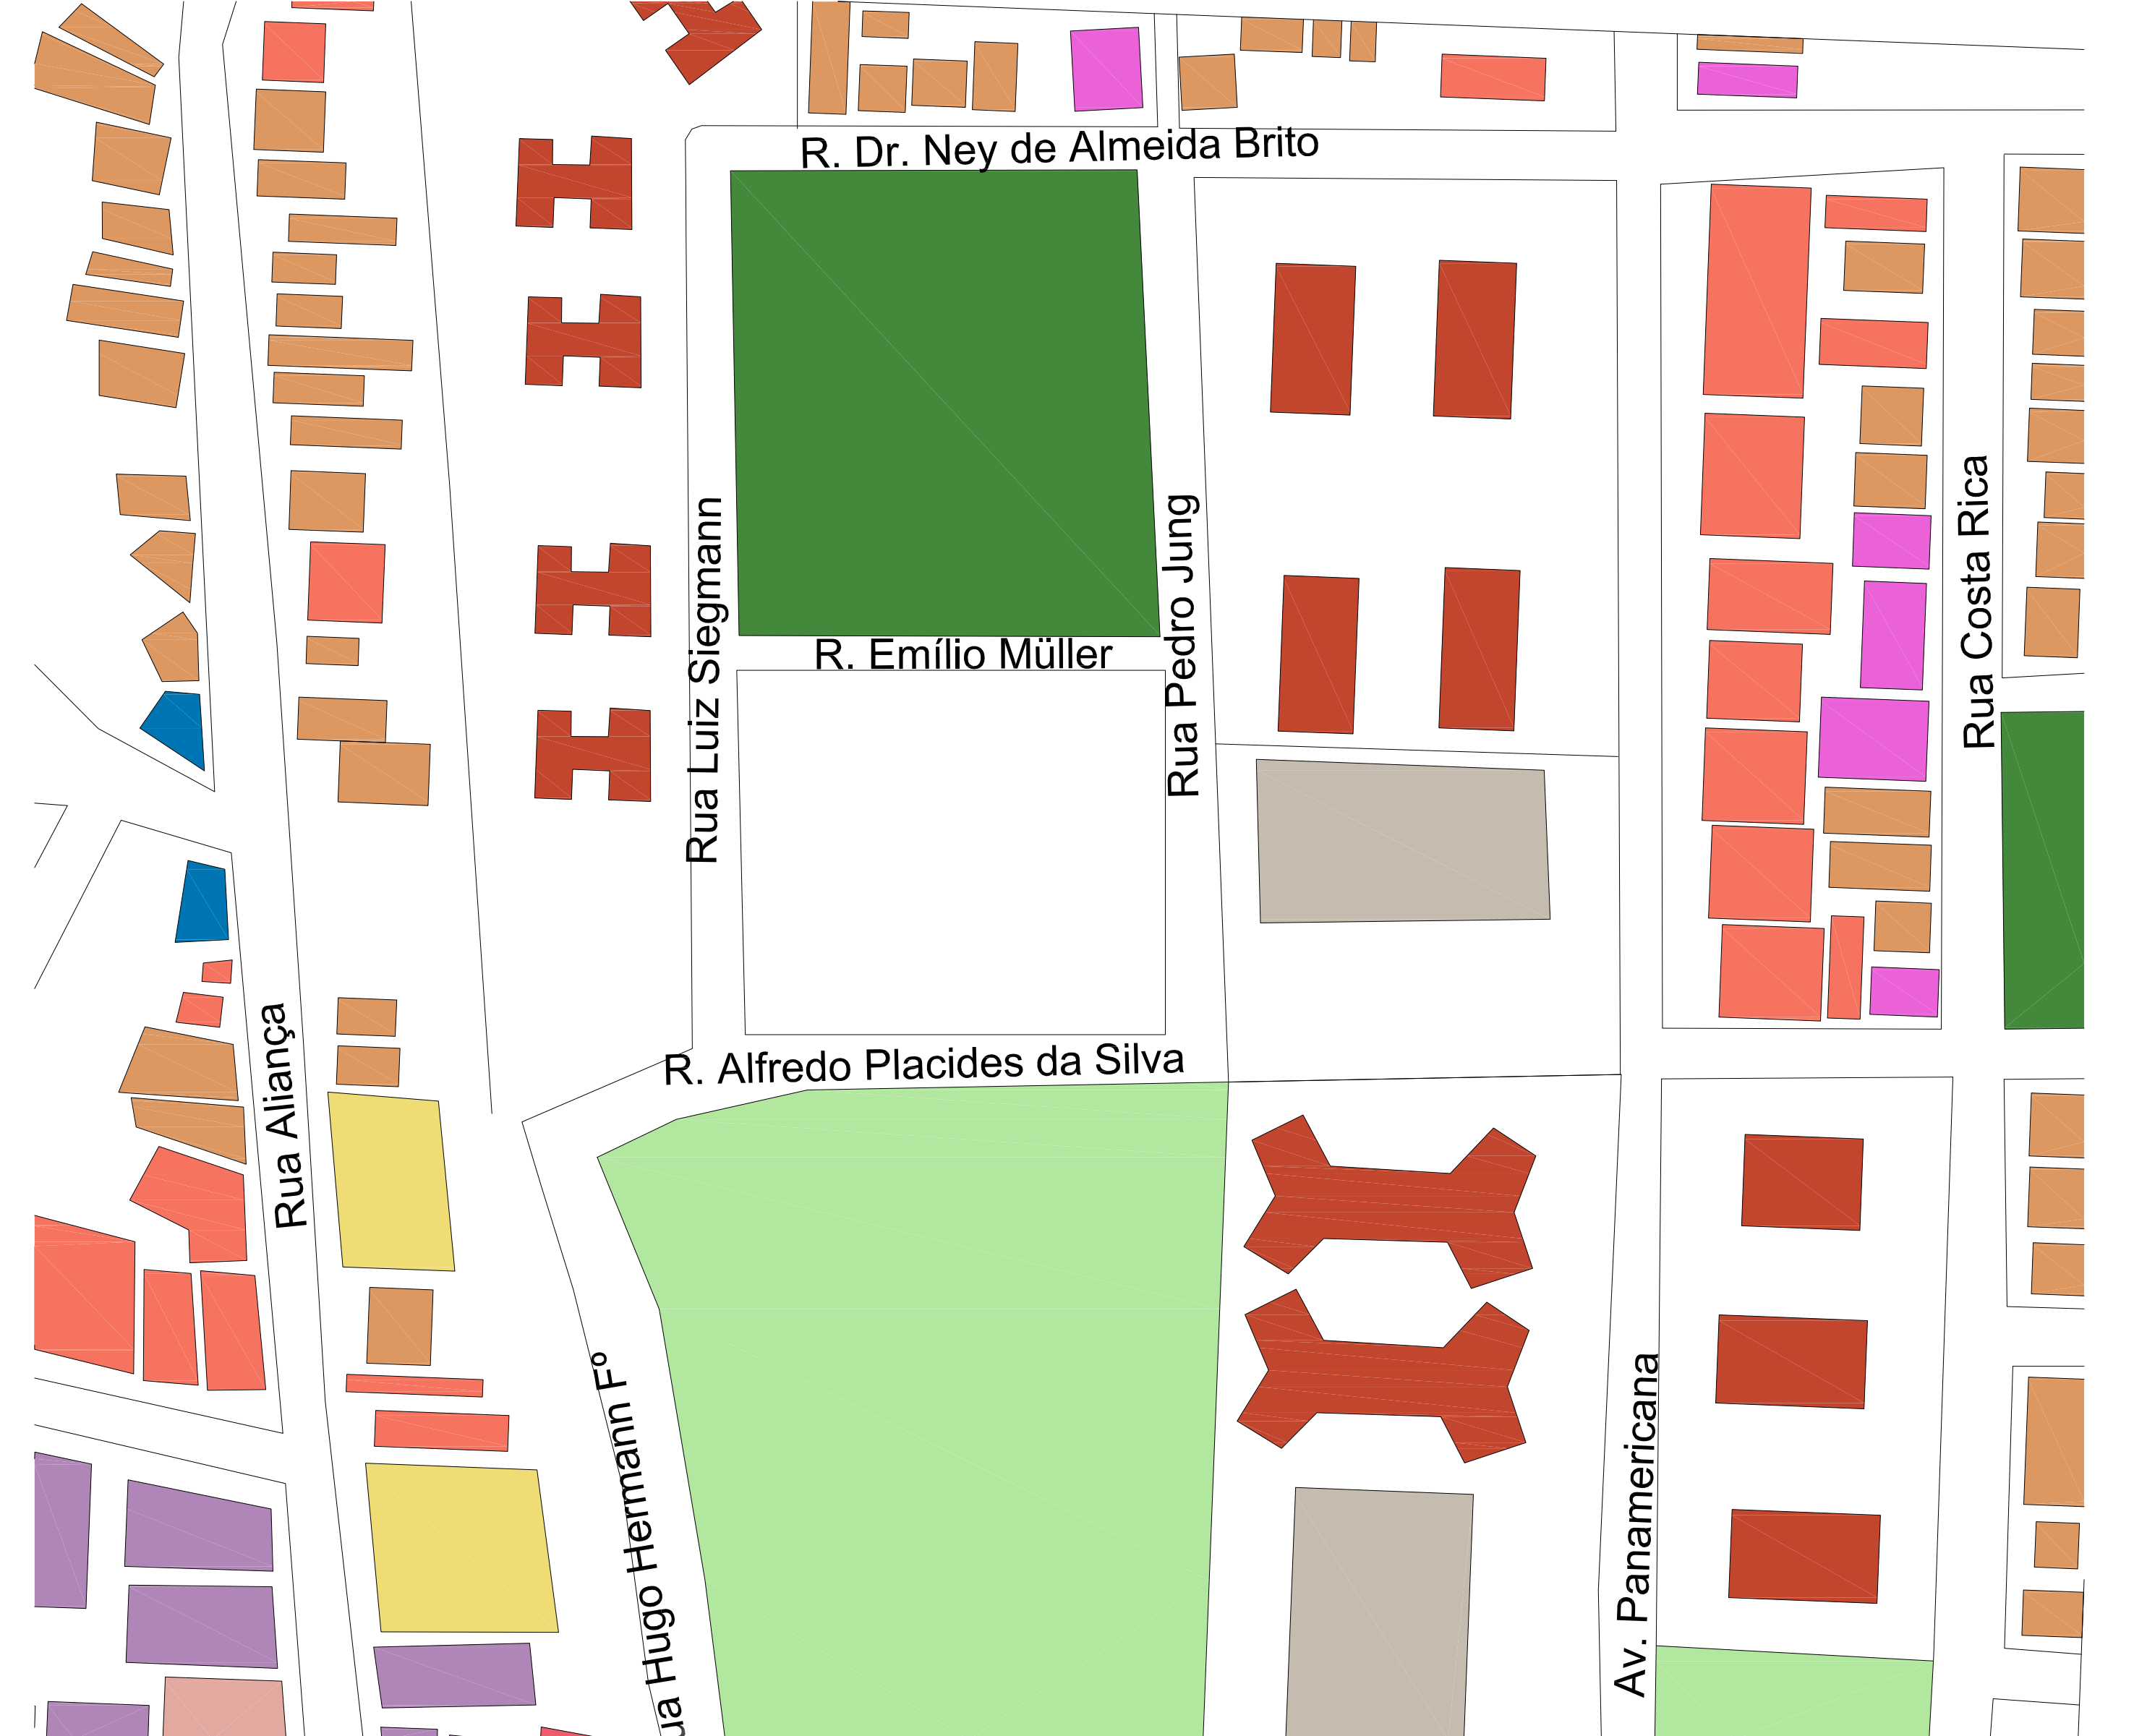 R. Dr. Ney de Almeida Brito
Rua Luiz Siegmann
Rua Pedro Jung
Rua Costa Rica
R. Emílio Müller
R. Alfredo Placides da Silva
Rua Aliança
Hugo Hermann Fº
Av. Panamericana